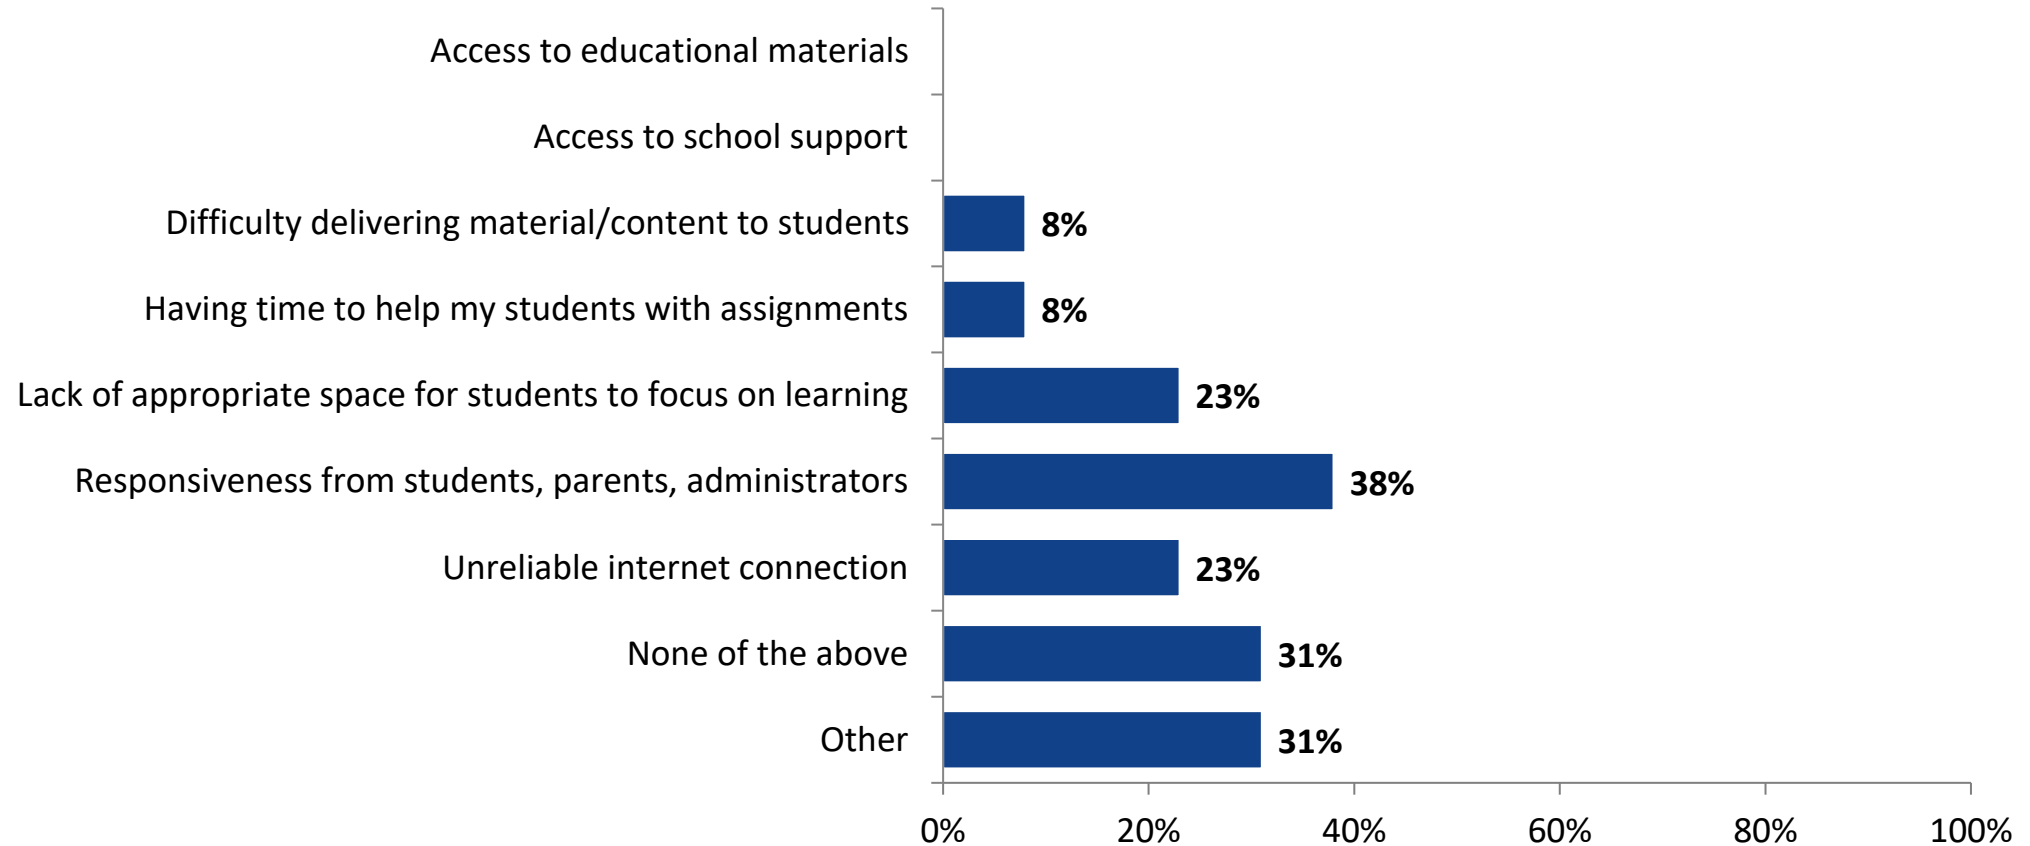 Access to educational materials
Access to school support
Difficulty delivering material/content to students 8%
Having time to help my students with assignments 8%
Lack of appropriate space for students to focus on learning 23%
Responsiveness from students, parents, administrators 38%
Unreliable internet connection 23%
None of the above 31%
Other 31%
0% 20% 40% 60% 80% 100%